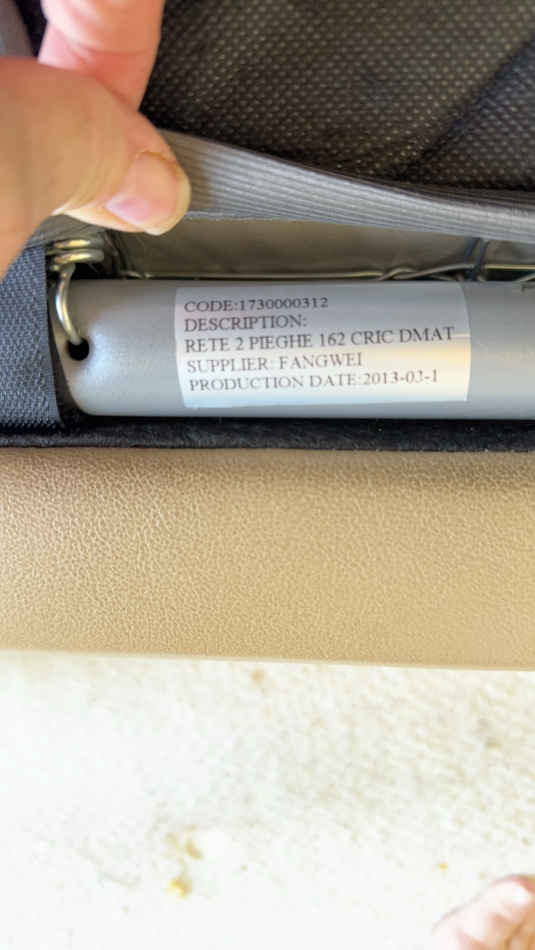 CODE:1730000312
DESCRIPTION:
RETE 2 PIEGHE 162 CRIC DMAT
SUPPLIER: FANGWEI
PRODUCTION DATE:2013-03-1